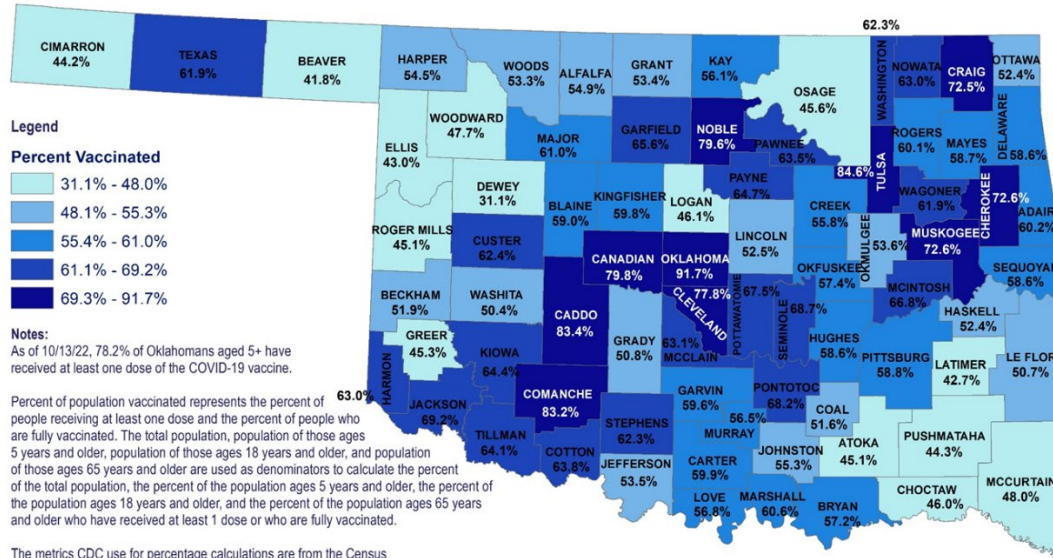 62.3%
CIMARRON
44.2%
TEXAS
61.9%
BEAVER
41.8%
HARPER
54.5%
WOODS
53.3%
ALFALFA
54.9%
GRANT
53.4%
KAY
56.1%
OSAGE
45.6%
WASHINGTON
NOWATA
63.0%
CRAIG
72.5%
OTTAWA
52.4%
WOODWARD
47.7%
MAJOR
61.0%
GARFIELD
65.6%
NOBLE
79.6%
PAWNEE
63.5%
84.6%
TULSA
ROGERS
60.1%
MAYES
58.7%
DELAWARE
58.6%
ELLIS
43.0%
DEWEY
31.1%
BLAINE
59.0%
KINGFISHER
59.8%
LOGAN
46.1%
PAYNE
64.7%
CREEK
55.8%
WAGONER
61.9%
CHEROKEE
72.6%
ADAIR
60.2%
ROGER MILLS
45.1%
CUSTER
62.4%
CANADIAN
79.8%
OKLAHOMA
91.7%
LINCOLN
52.5%
OKFUSKEE
57.4%
OKMULGEE
53.6%
MUSKOGEE
72.6%
SEQUOYAH
58.6%
BECKHAM
51.9%
WASHITA
50.4%
CADDO
83.4%
GRADY
50.8%
77.8%
CLEVELAND
63.1%
MCCLAIN
POTTAWATOMIE
67.5%
SEMINOLE
68.7%
HUGHES
58.6%
MCINTOSH
66.8%
PITTSBURG
58.8%
HASKELL
52.4%
LATIMER
42.7%
LE FLOR
50.7%
GREER
45.3%
KIOWA
64.4%
63.0%
HARMON
JACKSON
69.2%
TILLMAN
64.1%
COMANCHE
83.2%
COTTON
63.8%
STEPHENS
62.3%
JEFFERSON
53.5%
GARVIN
59.6%
56.5%
MURRAY
PONTOTOC
68.2%
COAL
51.6%
CARTER
59.9%
JOHNSTON
55.3%
ATOKA
45.1%
PUSHMATAHA
44.3%
LOVE
56.8%
MARSHALL
60.6%
BRYAN
57.2%
CHOCTAW
46.0%
MCCURTAIN
48.0%
Legend
Percent Vaccinated
31.1% - 48.0%
48.1% - 55.3%
55.4% - 61.0%
61.1% - 69.2%
69.3% - 91.7%
Notes:
As of 10/13/22, 78.2% of Oklahomans aged 5+ have
received at least one dose of the COVID-19 vaccine.
Percent of population vaccinated represents the percent of
people receiving at least one dose and the percent of people who
are fully vaccinated. The total population, population of those ages
5 years and older, population of those ages 18 years and older, and population
of those ages 65 years and older are used as denominators to calculate the percent
of the total population, the percent of the population ages 5 years and older, the percent of
the population ages 18 years and older, and the percent of the population ages 65 years
and older who have received at least 1 dose or who are fully vaccinated.
The metrics CDC use for percentage calculations are from the Census